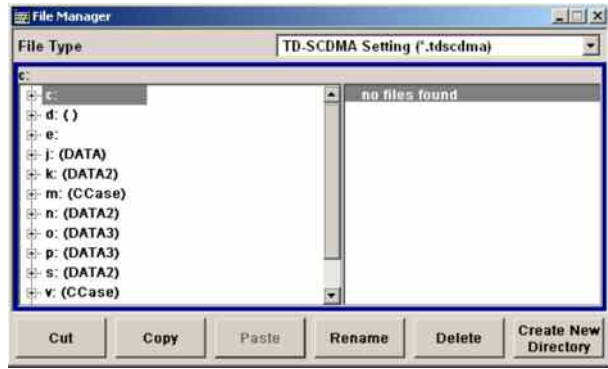 File Manager
File Type
TD-SCDMA Setting (*.tdscdma)
c:
c:
no files found
d: ( )
e:
j: (DATA)
k: (DATA2)
m: (CCase)
n: (DATA2)
o: (DATA3)
p: (DATA3)
s: (DATA2)
v: (CCase)
Cut
Copy
Paste
Rename
Delete
Create New
Directory